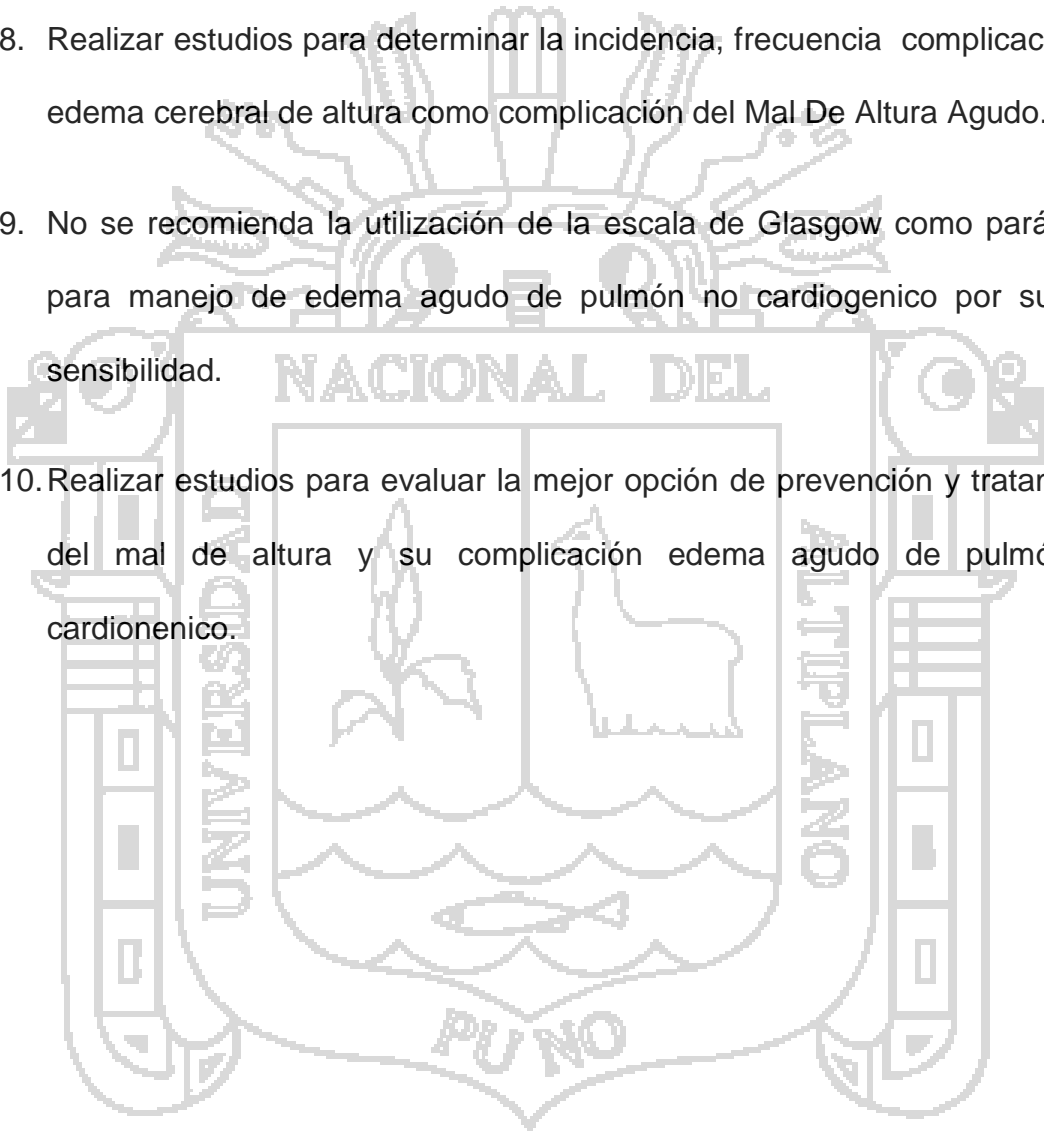 8. Realizar estudios para determinar la incidencia, frecuencia complicac
edema cerebral de altura como complicación del Mal De Altura Agudo.
9. No se recomienda la utilización de la escala de Glasgow como pará
para manejo de edema agudo de pulmón no cardiogenico por su
sensibilidad.
NACIONAL DEL
10. Realizar estudios para evaluar la mejor opción de prevención y tratar
del mal de altura y su complicación edema agudo de pulmó
cardionenico.
UNIVERSIDAD
ALTIPLANO
PUNO